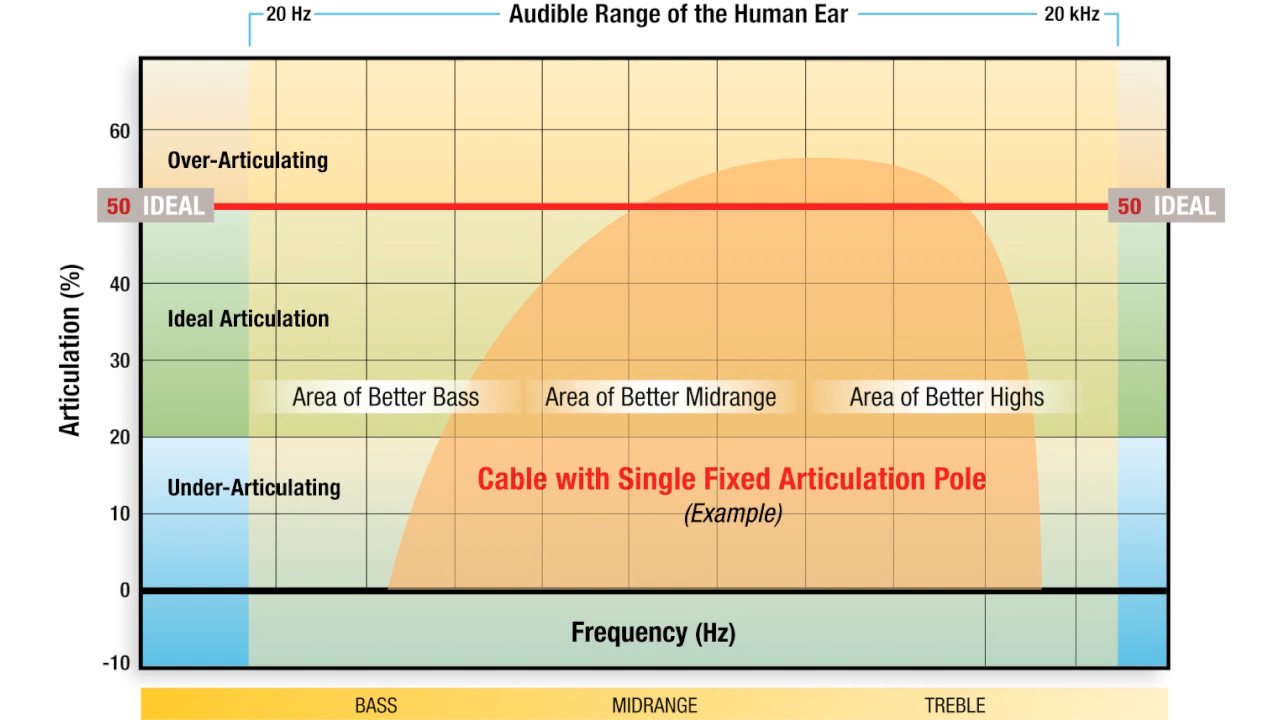 20 Hz Audible Range of the Human Ear 20 kHz
60
Over-Articulating
50 IDEAL 50 IDEAL
40
Ideal Articulation
Articulation (%)
30
Area of Better Bass Area of Better Midrange Area of Better Highs
20
Cable with Single Fixed Articulation Pole
Under-Articulating
10
(Example)
0
Frequency (Hz)
-10
BASS MIDRANGE TREBLE